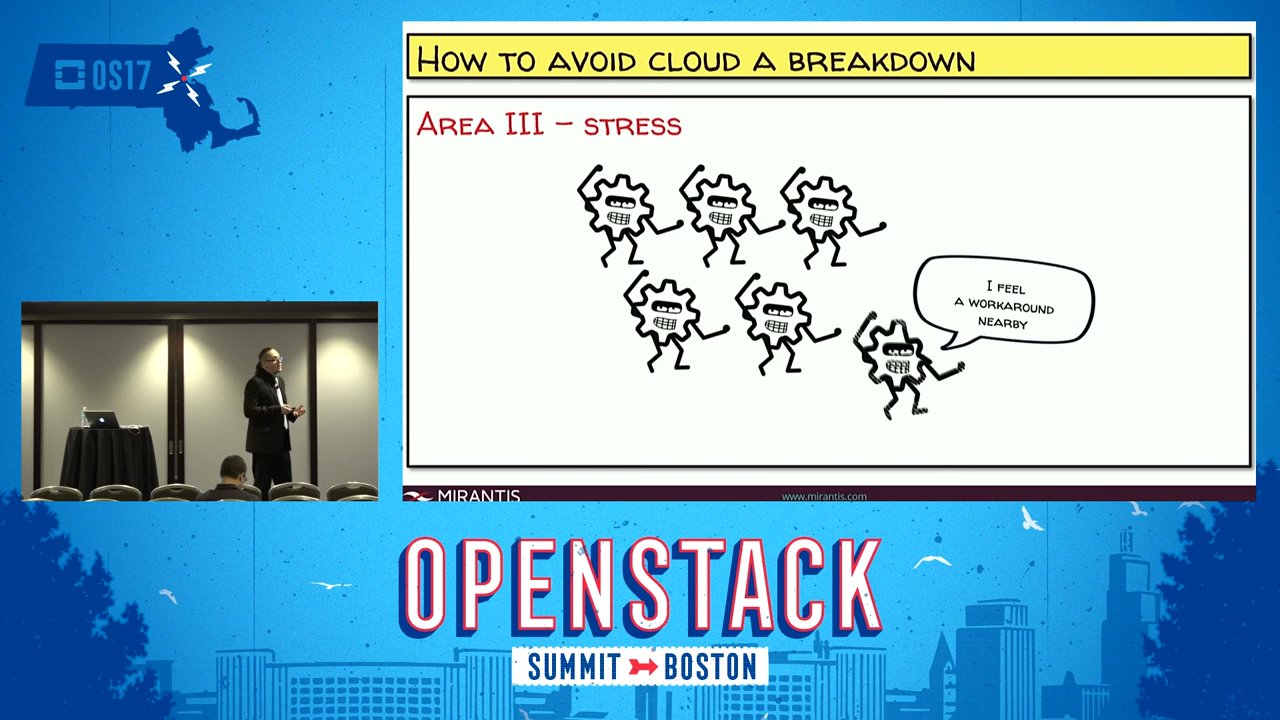 OS17
How to avoid cloud a breakdown
Area III – stress
I feel
a workaround
nearby
MIRANTIS
www.mirantis.com
OPENSTACK
SUMMIT BOSTON